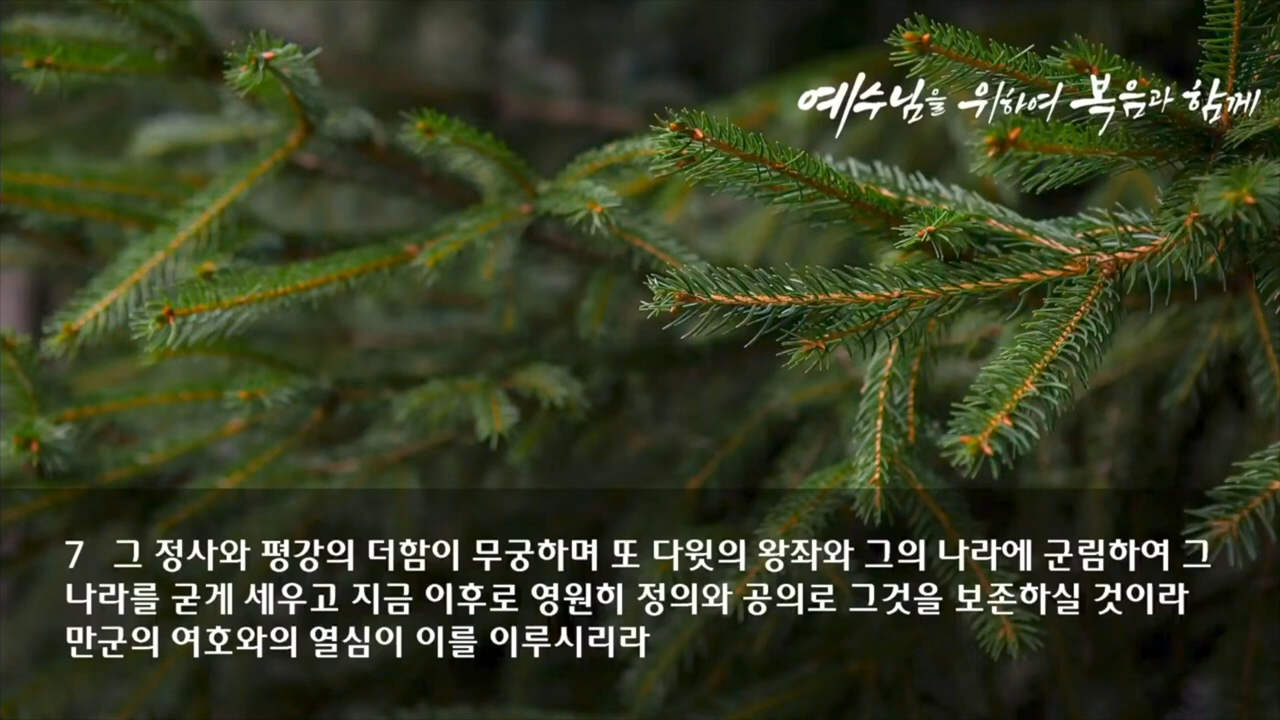 예수님을 위하여 복음과 함께
7 그 정사와 평강의 더함이 무궁하며 또 다윗의 왕좌와 그의 나라에 군림하여 그
나라를 굳게 세우고 지금 이후로 영원히 정의와 공의로 그것을 보존하실 것이라
만군의 여호와의 열심이 이를 이루시리라